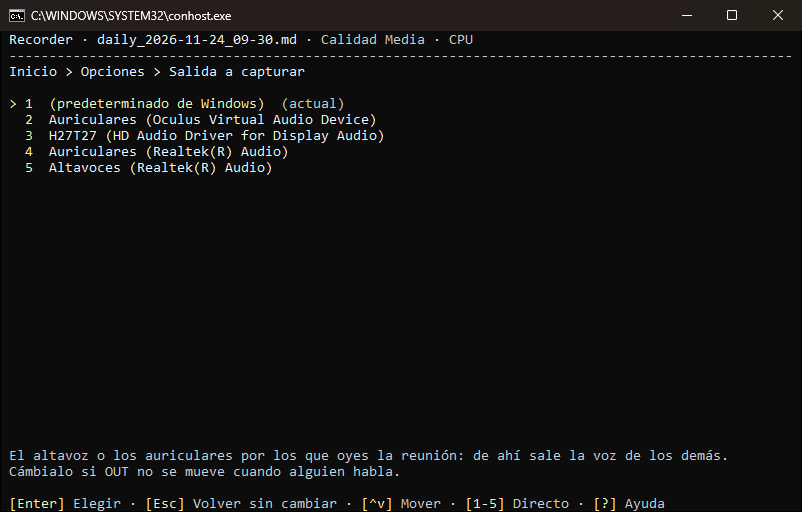 C:\WINDOWS\SYSTEM32\conhost.exe
Recorder · daily_2026-11-24_09-30.md · Calidad Media · CPU
--------------------------------------------------------------------------------------------------
Inicio > Opciones > Salida a capturar
> 1  (predeterminado de Windows)  (actual)
2  Auriculares (Oculus Virtual Audio Device)
3  H27T27 (HD Audio Driver for Display Audio)
4  Auriculares (Realtek(R) Audio)
5  Altavoces (Realtek(R) Audio)
El altavoz o los auriculares por los que oyes la reunión: de ahí sale la voz de los demás.
Cámbialo si OUT no se mueve cuando alguien habla.
[Enter] Elegir · [Esc] Volver sin cambiar · [^v] Mover · [1-5] Directo · [?] Ayuda